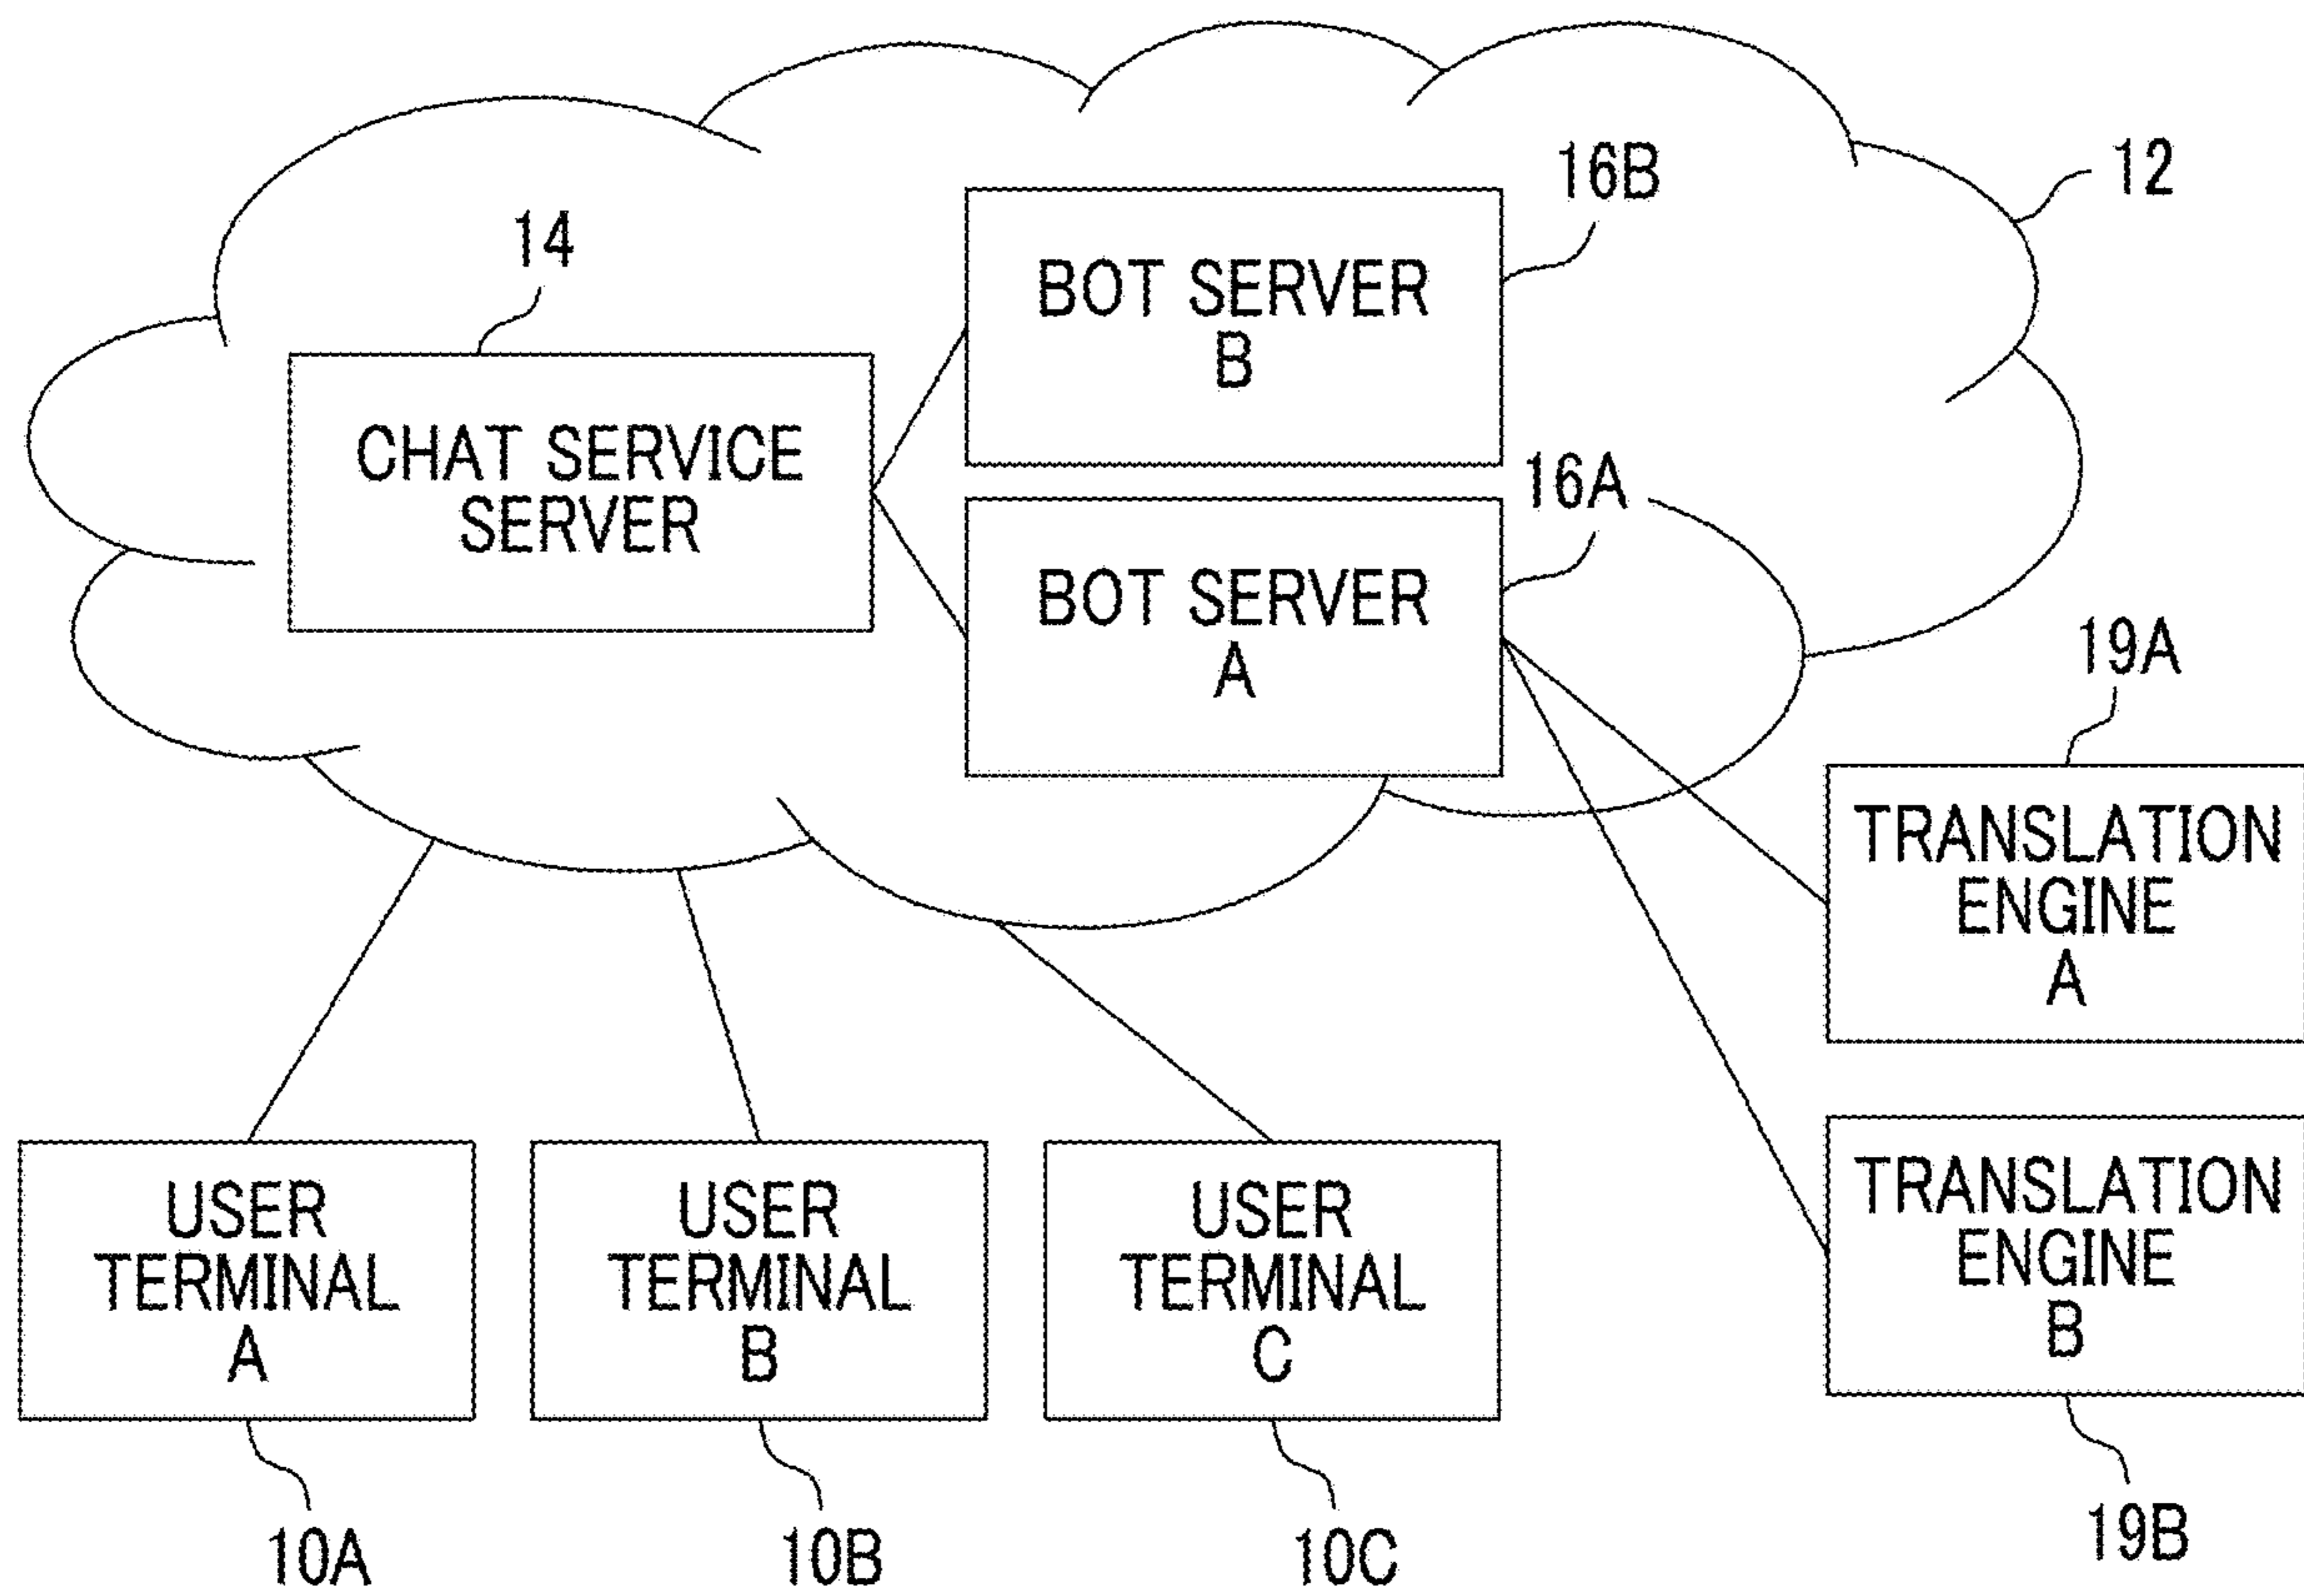 16B
12
14
BOT SERVER
B
CHAT SERVICE
SERVER
16A
BOT SERVER
A
19A
TRANSLATION
ENGINE
A
USER
TERMINAL
A
USER
TERMINAL
B
USER
TERMINAL
C
TRANSLATION
ENGINE
B
10A
10B
10C
19B